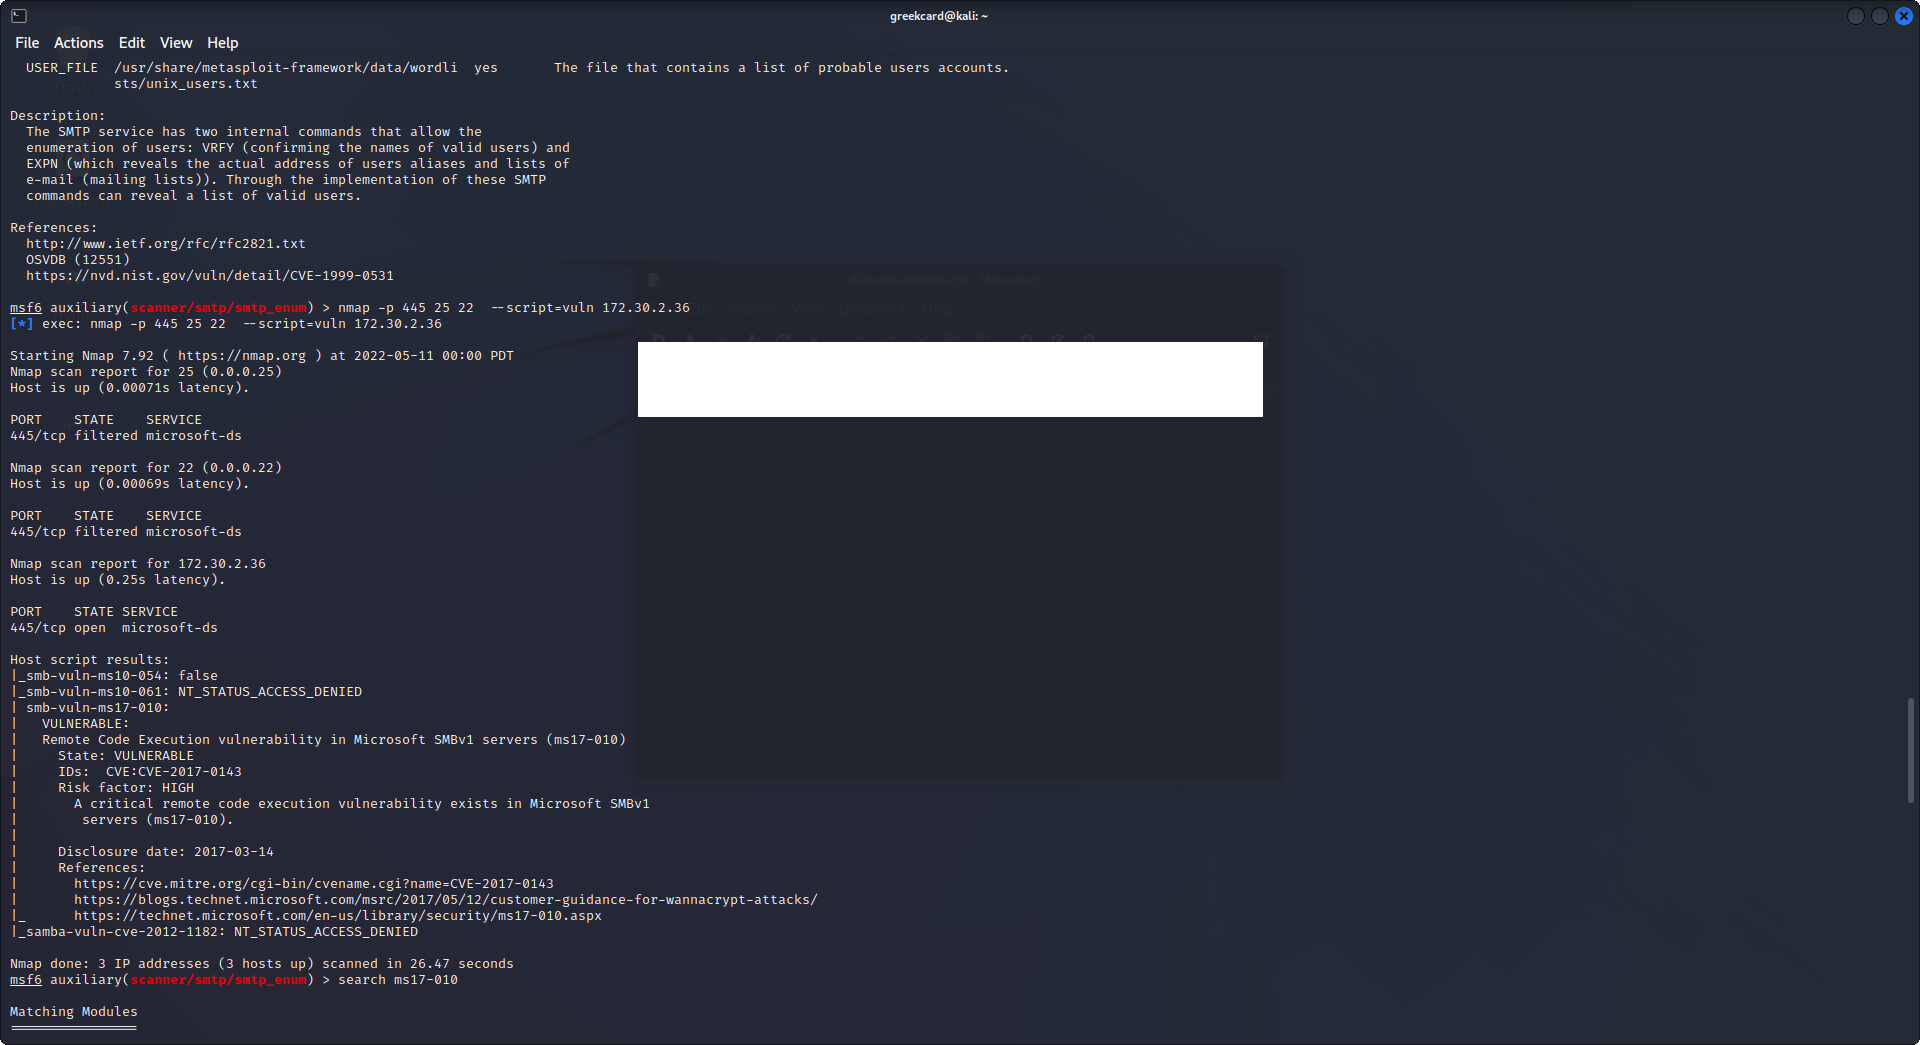 greekcard@kali: ~
File Actions Edit View Help
USER_FILE /usr/share/metasploit-framework/data/wordli yes The file that contains a list of probable users accounts.
sts/unix_users.txt
Description:
The SMTP service has two internal commands that allow the
enumeration of users: VRFY (confirming the names of valid users) and
EXPN (which reveals the actual address of users aliases and lists of
e-mail (mailing lists)). Through the implementation of these SMTP
commands can reveal a list of valid users.
References:
http://www.ietf.org/rfc/rfc2821.txt
OSVDB (12551)
https://nvd.nist.gov/vuln/detail/CVE-1999-0531
msf6 auxiliary(scanner/smtp/smtp_enum) > nmap -p 445 25 22 --script=vuln 172.30.2.36
[*] exec: nmap -p 445 25 22 --script=vuln 172.30.2.36
Starting Nmap 7.92 ( https://nmap.org ) at 2022-05-11 00:00 PDT
Nmap scan report for 25 (0.0.0.25)
Host is up (0.00071s latency).
PORT STATE SERVICE
445/tcp filtered microsoft-ds
Nmap scan report for 22 (0.0.0.22)
Host is up (0.00069s latency).
PORT STATE SERVICE
445/tcp filtered microsoft-ds
Nmap scan report for 172.30.2.36
Host is up (0.25s latency).
PORT STATE SERVICE
445/tcp open microsoft-ds
Host script results:
|_smb-vuln-ms10-054: false
|_smb-vuln-ms10-061: NT_STATUS_ACCESS_DENIED
| smb-vuln-ms17-010:
| VULNERABLE:
| Remote Code Execution vulnerability in Microsoft SMBv1 servers (ms17-010)
| State: VULNERABLE
| IDs: CVE:CVE-2017-0143
| Risk factor: HIGH
| A critical remote code execution vulnerability exists in Microsoft SMBv1
| servers (ms17-010).
|
| Disclosure date: 2017-03-14
| References:
| https://cve.mitre.org/cgi-bin/cvename.cgi?name=CVE-2017-0143
| https://blogs.technet.microsoft.com/msrc/2017/05/12/customer-guidance-for-wannacrypt-attacks/
|_ https://technet.microsoft.com/en-us/library/security/ms17-010.aspx
|_samba-vuln-cve-2012-1182: NT_STATUS_ACCESS_DENIED
Nmap done: 3 IP addresses (3 hosts up) scanned in 26.47 seconds
msf6 auxiliary(scanner/smtp/smtp_enum) > search ms17-010
Matching Modules
================